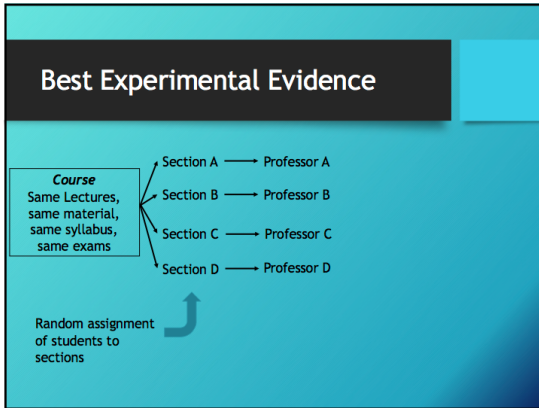 Best Experimental Evidence
Course
Same Lectures,
same material,
same syllabus,
same exams
Section A
Professor A
Section B
Professor B
Section C
Professor C
Section D
Professor D
Random assignment
of students to
sections